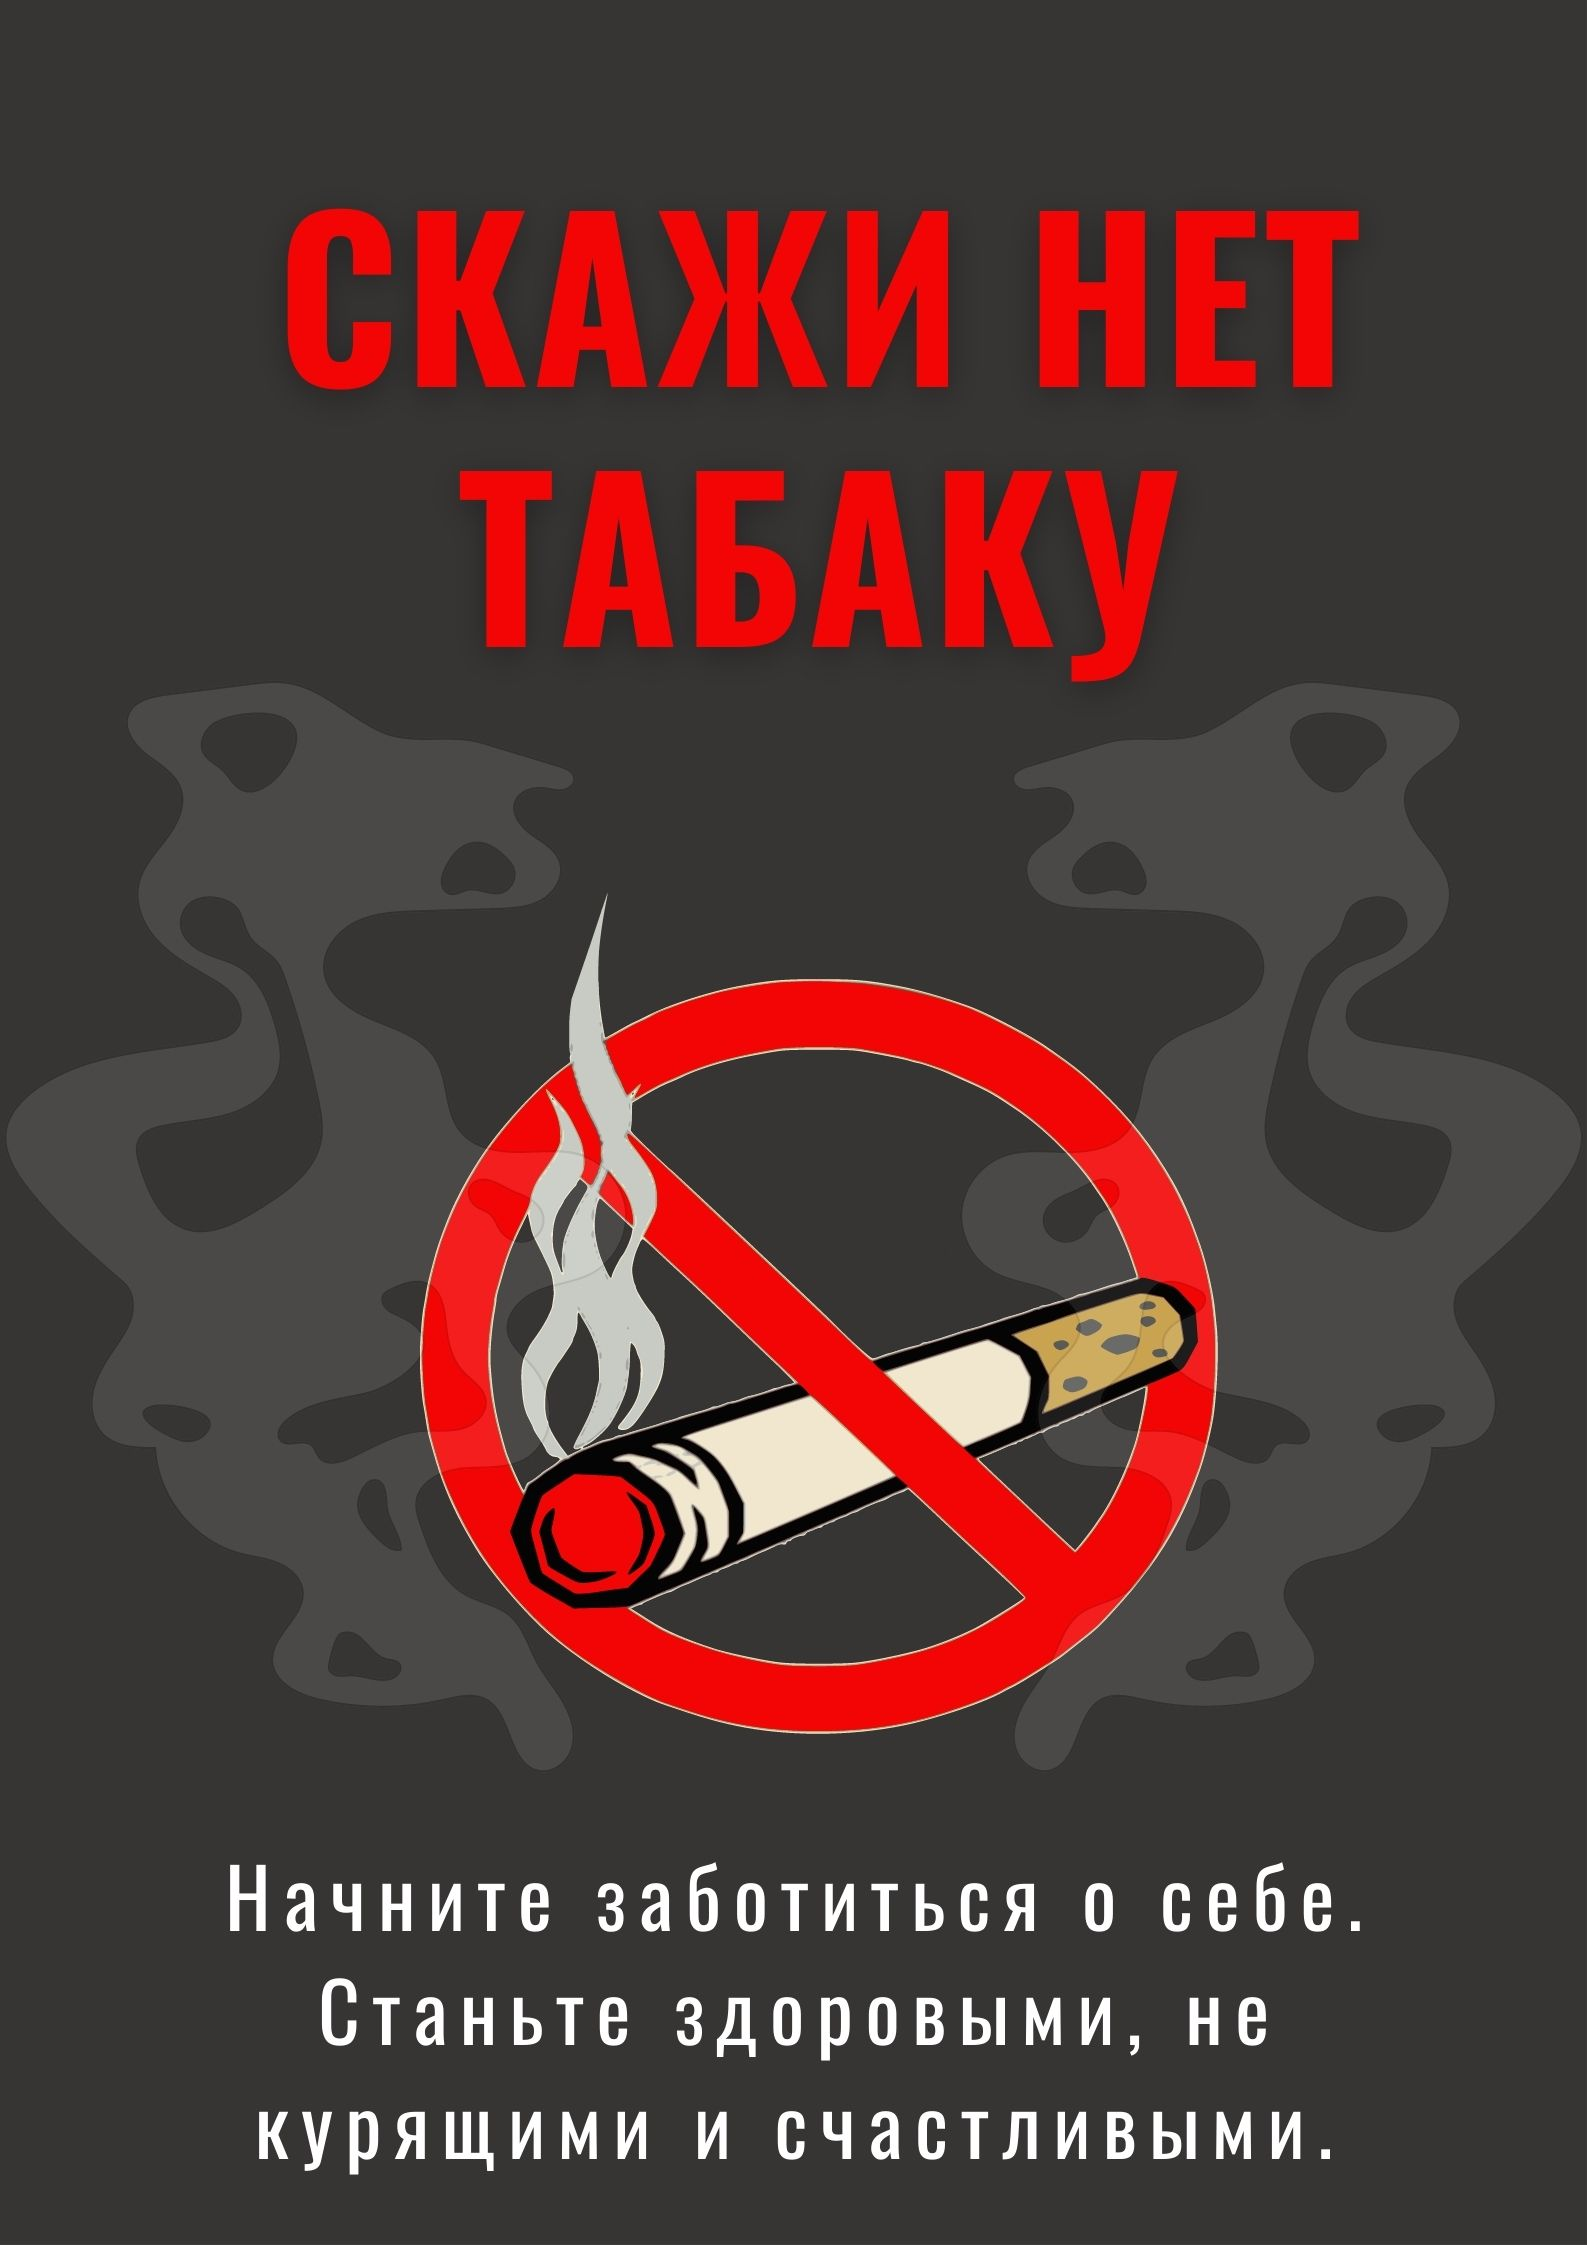 СКАЖИ НЕТ
ТАБАКУ
Начните заботиться о себе.
Станьте здоровыми, не
курящими и счастливыми.